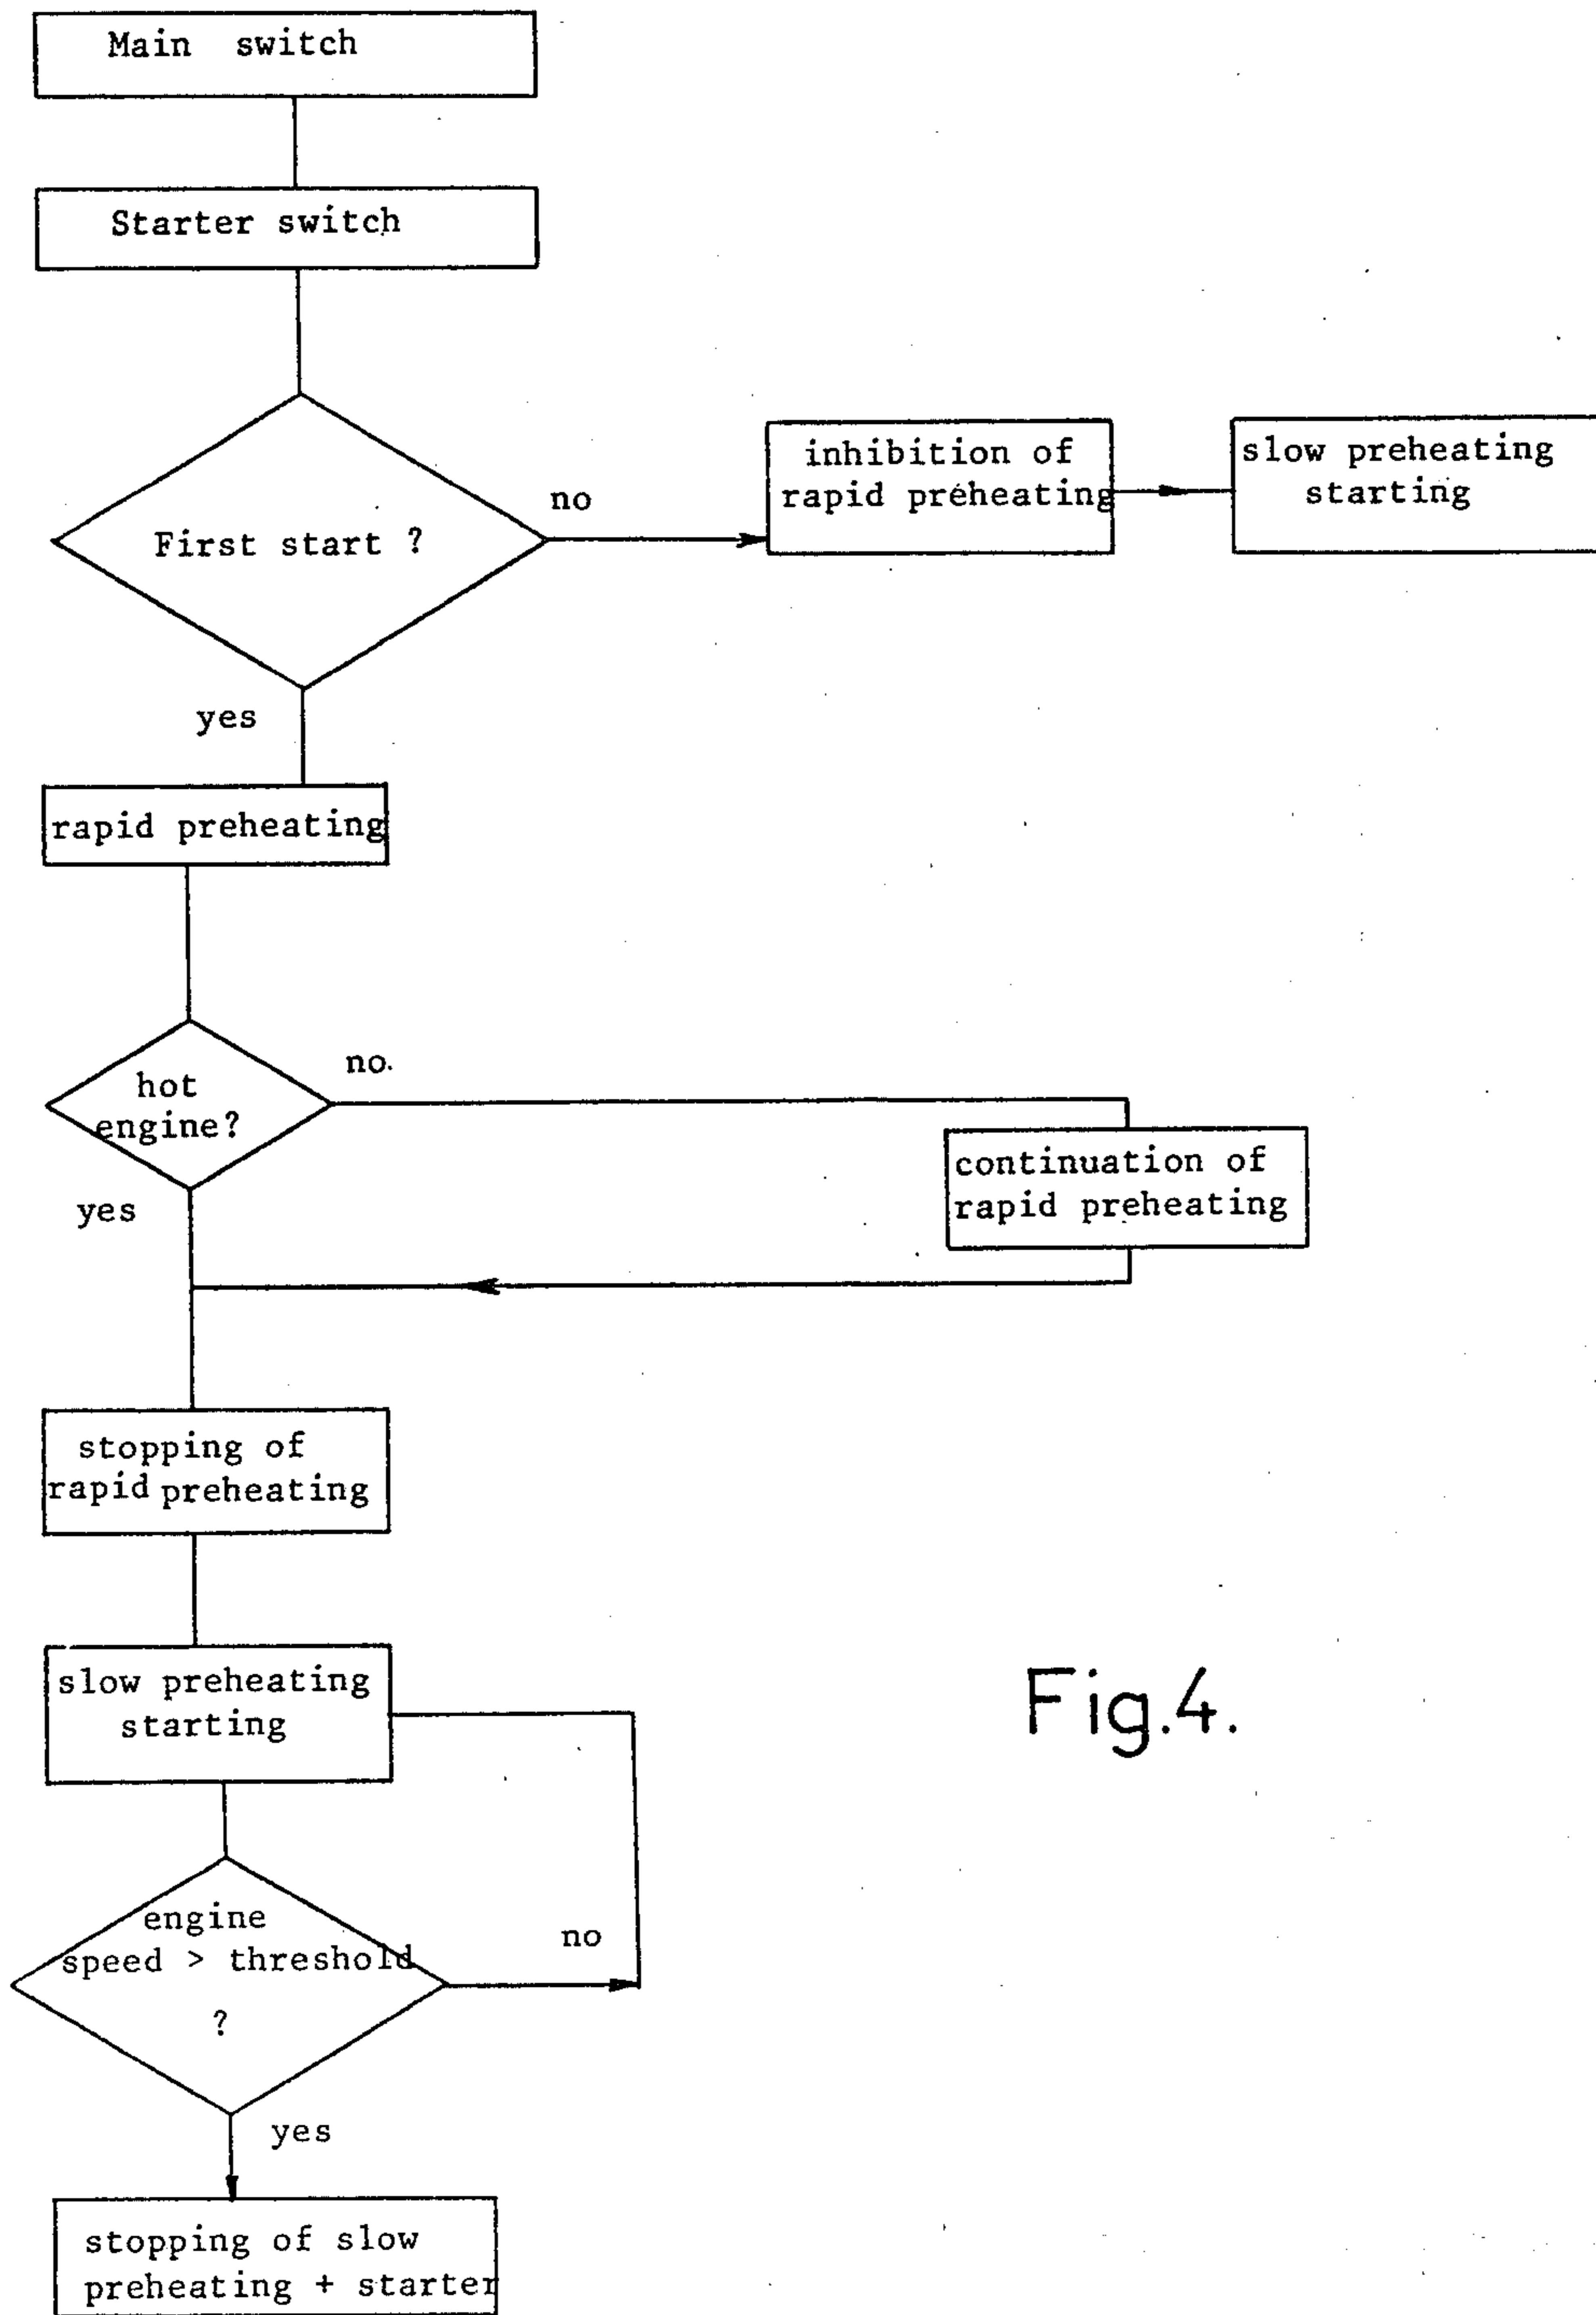 Main switch
Starter switch
First start ?
no
inhibition of
rapid preheating
slow preheating
starting
yes
rapid preheating
hot
engine?
no
yes
continuation of
rapid preheating
stopping of
rapid preheating
slow preheating
starting
Fig.4.
engine
speed > threshold
?
no
yes
stopping of slow
preheating + starter